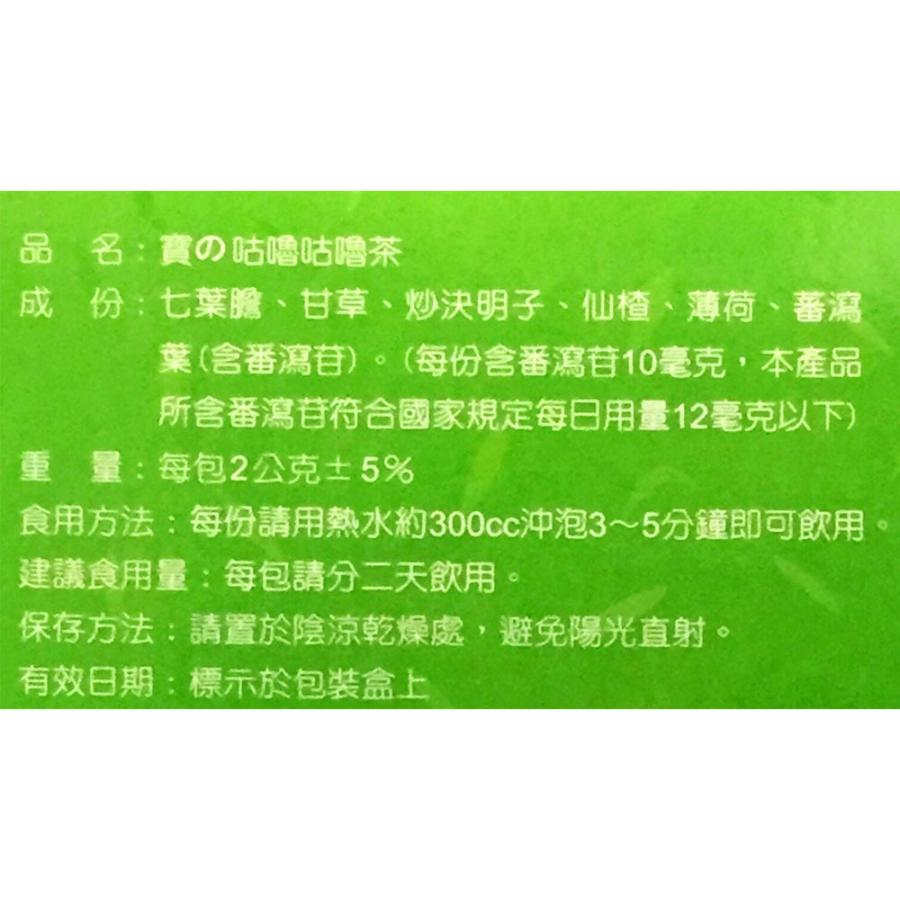 品　名：寶の咕嚕咕嚕茶
成　份：七葉膽、甘草、炒決明子、仙楂、薄荷、蕃瀉
葉(含番瀉苷)。(每份含番瀉苷10毫克，本產品
所含番瀉苷符合國家規定每日用量12毫克以下)
重　量：每包2公克±5%
食用方法：每份請用熱水約300cc沖泡3～5分鐘即可飲用。
建議食用量：每包請分二天飲用。
保存方法：請置於陰涼乾燥處，避免陽光直射。
有效日期：標示於包裝盒上